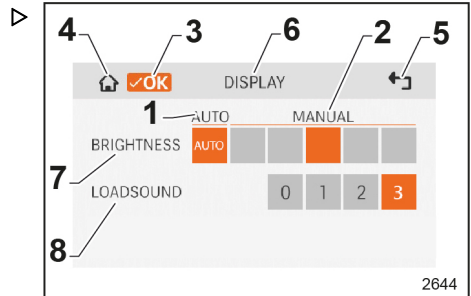 4 3 6 2 5
✓OK DISPLAY
1 AUTO MANUAL
BRIGHTNESS AUTO
7
LOADSOUND 0 1 2 3
8
2644